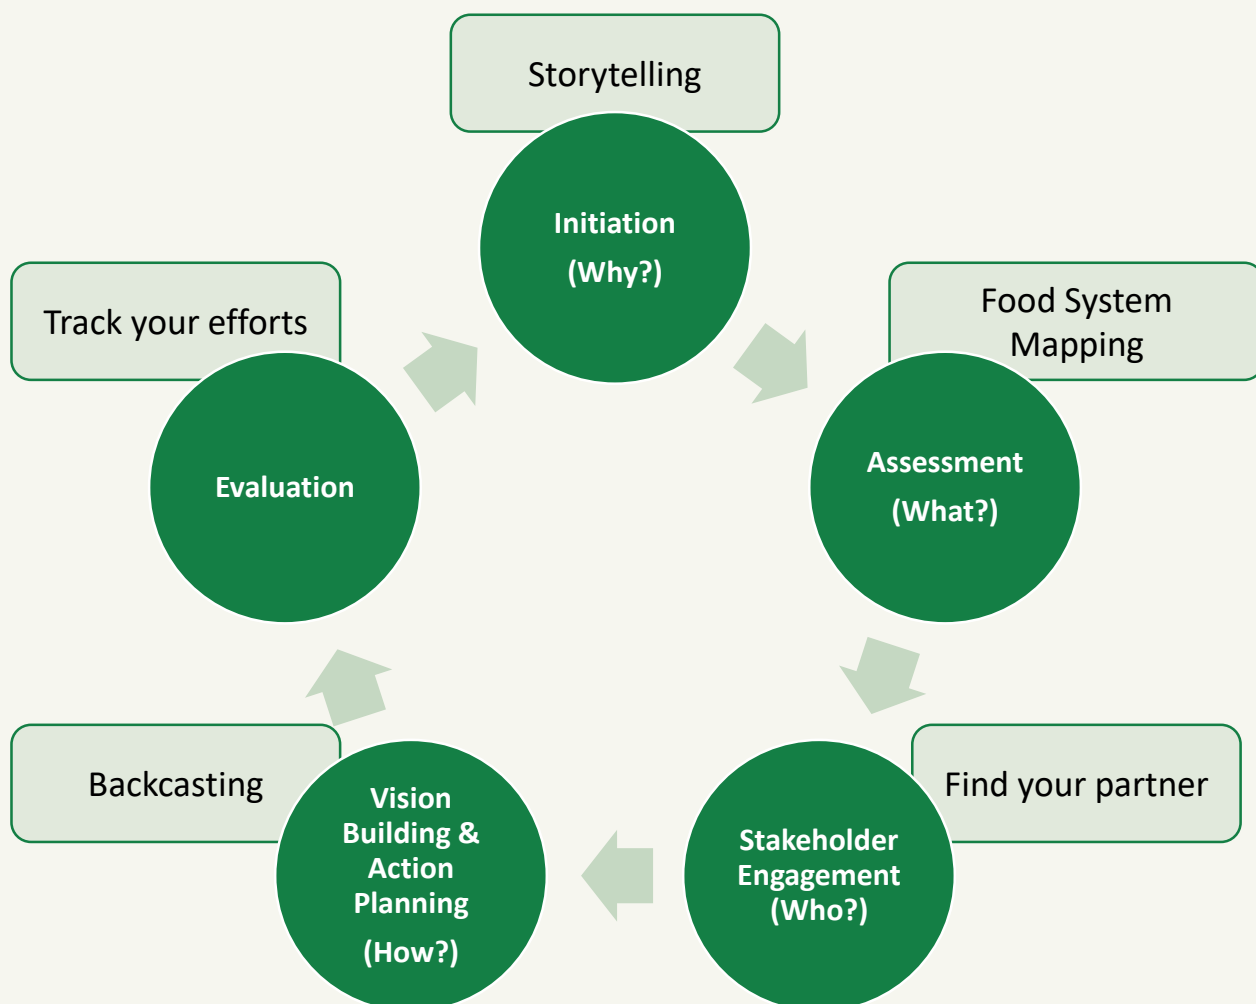 Storytelling
Initiation
(Why?)
Food System
Mapping
Assessment
(What?)
Find your partner
Stakeholder
Engagement
(Who?)
Backcasting
Vision
Building &
Action
Planning
(How?)
Track your efforts
Evaluation